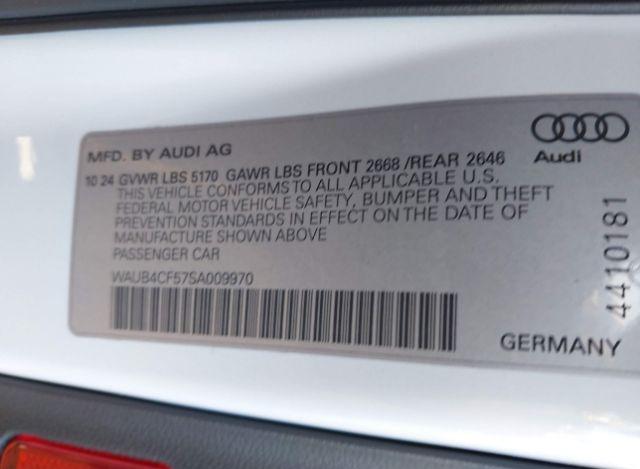 MFD. BY AUDI AG
10 24 GVWR LBS 5170 GAWR LBS FRONT 2668 /REAR 2646
THIS VEHICLE CONFORMS TO ALL APPLICABLE U.S.
FEDERAL MOTOR VEHICLE SAFETY, BUMPER AND THEFT
PREVENTION STANDARDS IN EFFECT ON THE DATE OF
MANUFACTURE SHOWN ABOVE
PASSENGER CAR
WAUB4CF57SA009970
Audi
4410181
GERMANY